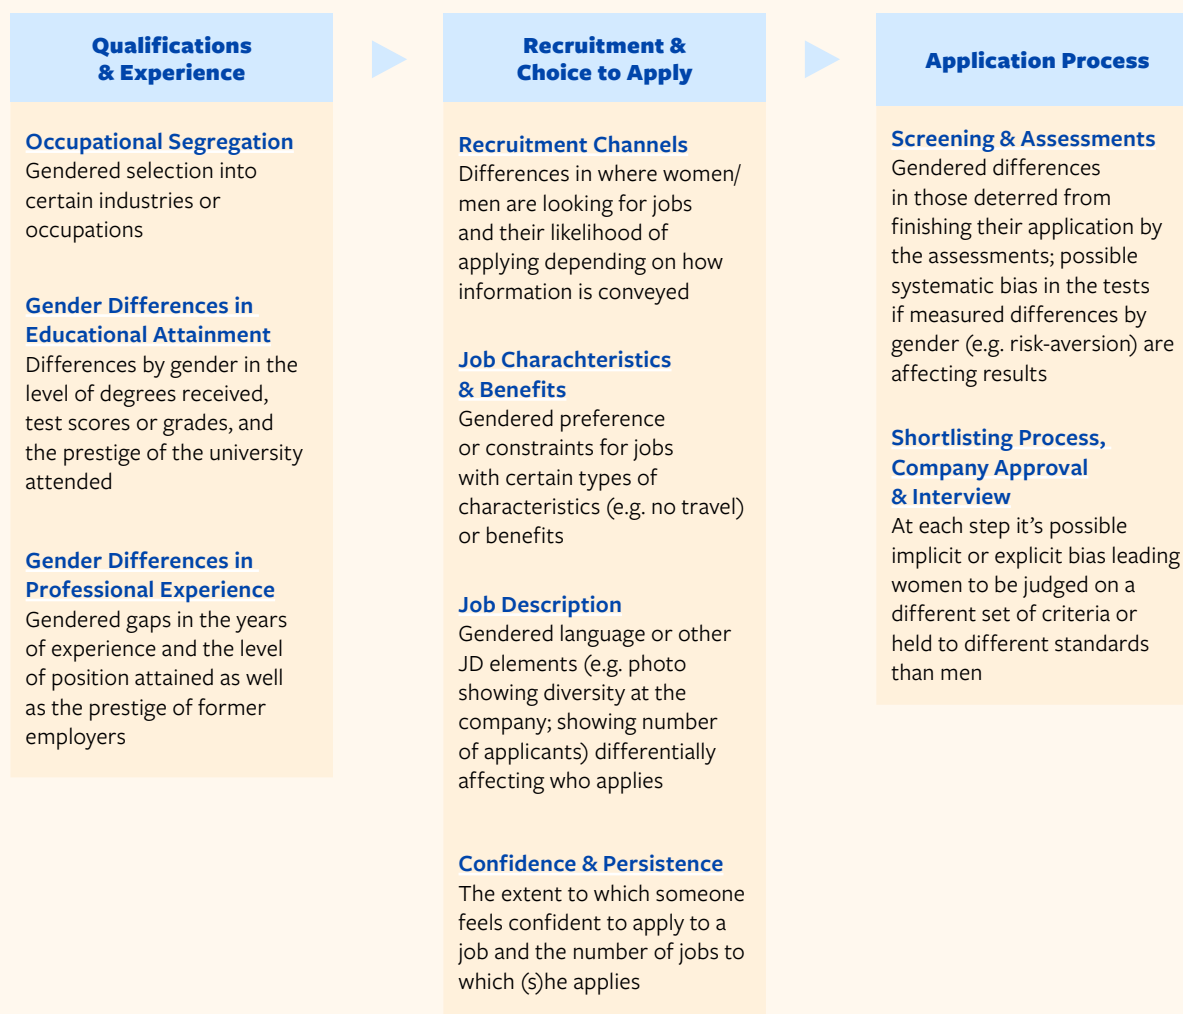 Qualifications
& Experience
Occupational Segregation
Gendered selection into
certain industries or
occupations
Gender Differences in
Educational Attainment
Differences by gender in the
level of degrees received,
test scores or grades, and
the prestige of the university
attended
Gender Differences in
Professional Experience
Gendered gaps in the years
of experience and the level
of position attained as well
as the prestige of former
employers
Recruitment &
Choice to Apply
Recruitment Channels
Differences in where women/
men are looking for jobs
and their likelihood of
applying depending on how
information is conveyed
Job Charachteristics
& Benefits
Gendered preference
or constraints for jobs
with certain types of
characteristics (e.g. no travel)
or benefits
Job Description
Gendered language or other
JD elements (e.g. photo
showing diversity at the
company; showing number
of applicants) differentially
affecting who applies
Confidence & Persistence
The extent to which someone
feels confident to apply to a
job and the number of jobs to
which (s)he applies
Application Process
Screening & Assessments
Gendered differences
in those deterred from
finishing their application by
the assessments; possible
systematic bias in the tests
if measured differences by
gender (e.g. risk-aversion) are
affecting results
Shortlisting Process,
Company Approval
& Interview
At each step it’s possible
implicit or explicit bias leading
women to be judged on a
different set of criteria or
held to different standards
than men